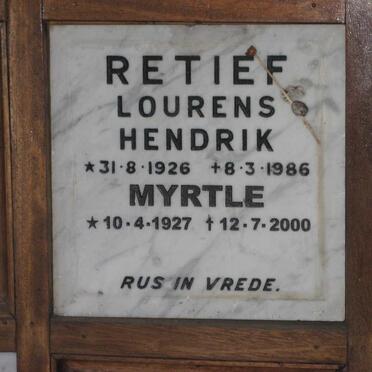 RETIEF
LOURENS
HENDRIK
★31·8·1926 ✝8·3·1986
MYRTLE
★10·4·1927 ✝12·7·2000
RUS IN VREDE.